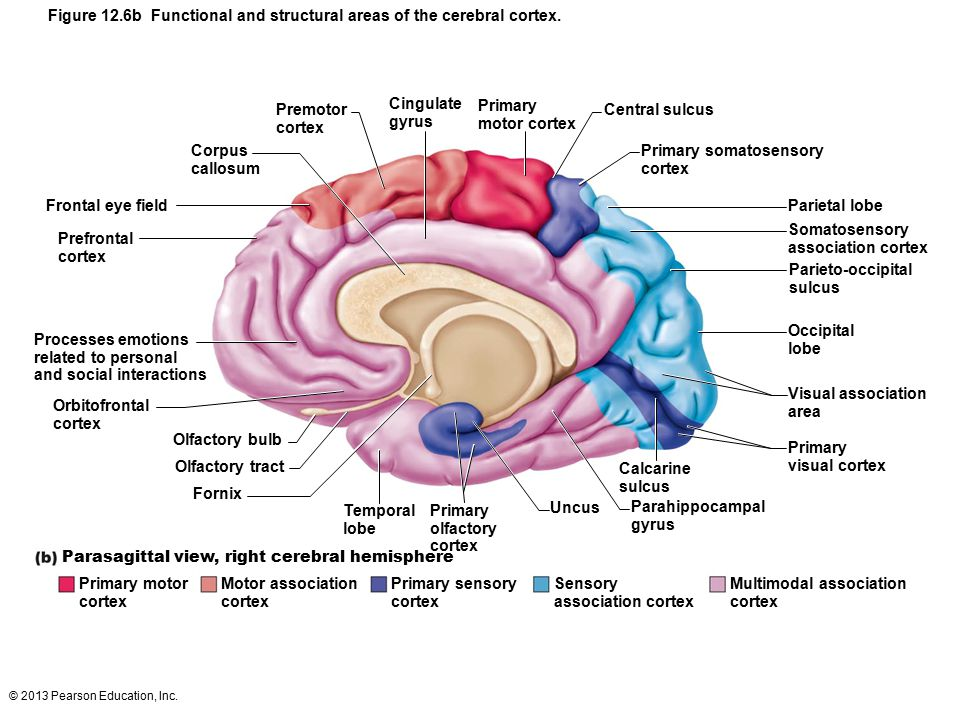 Figure 12.6b  Functional and structural areas of the cerebral cortex.
Premotor
cortex
Cingulate
gyrus
Primary
motor cortex
Central sulcus
Corpus
callosum
Primary somatosensory
cortex
Frontal eye field
Parietal lobe
Prefrontal
cortex
Somatosensory
association cortex
Parieto-occipital
sulcus
Processes emotions
related to personal
and social interactions
Occipital
lobe
Orbitofrontal
cortex
Visual association
area
Olfactory bulb
Primary
visual cortex
Olfactory tract
Calcarine
sulcus
Fornix
Temporal
lobe
Primary
olfactory
cortex
Uncus
Parahippocampal
gyrus
(b) Parasagittal view, right cerebral hemisphere
Primary motor
cortex
Motor association
cortex
Primary sensory
cortex
Sensory
association cortex
Multimodal association
cortex
© 2013 Pearson Education, Inc.